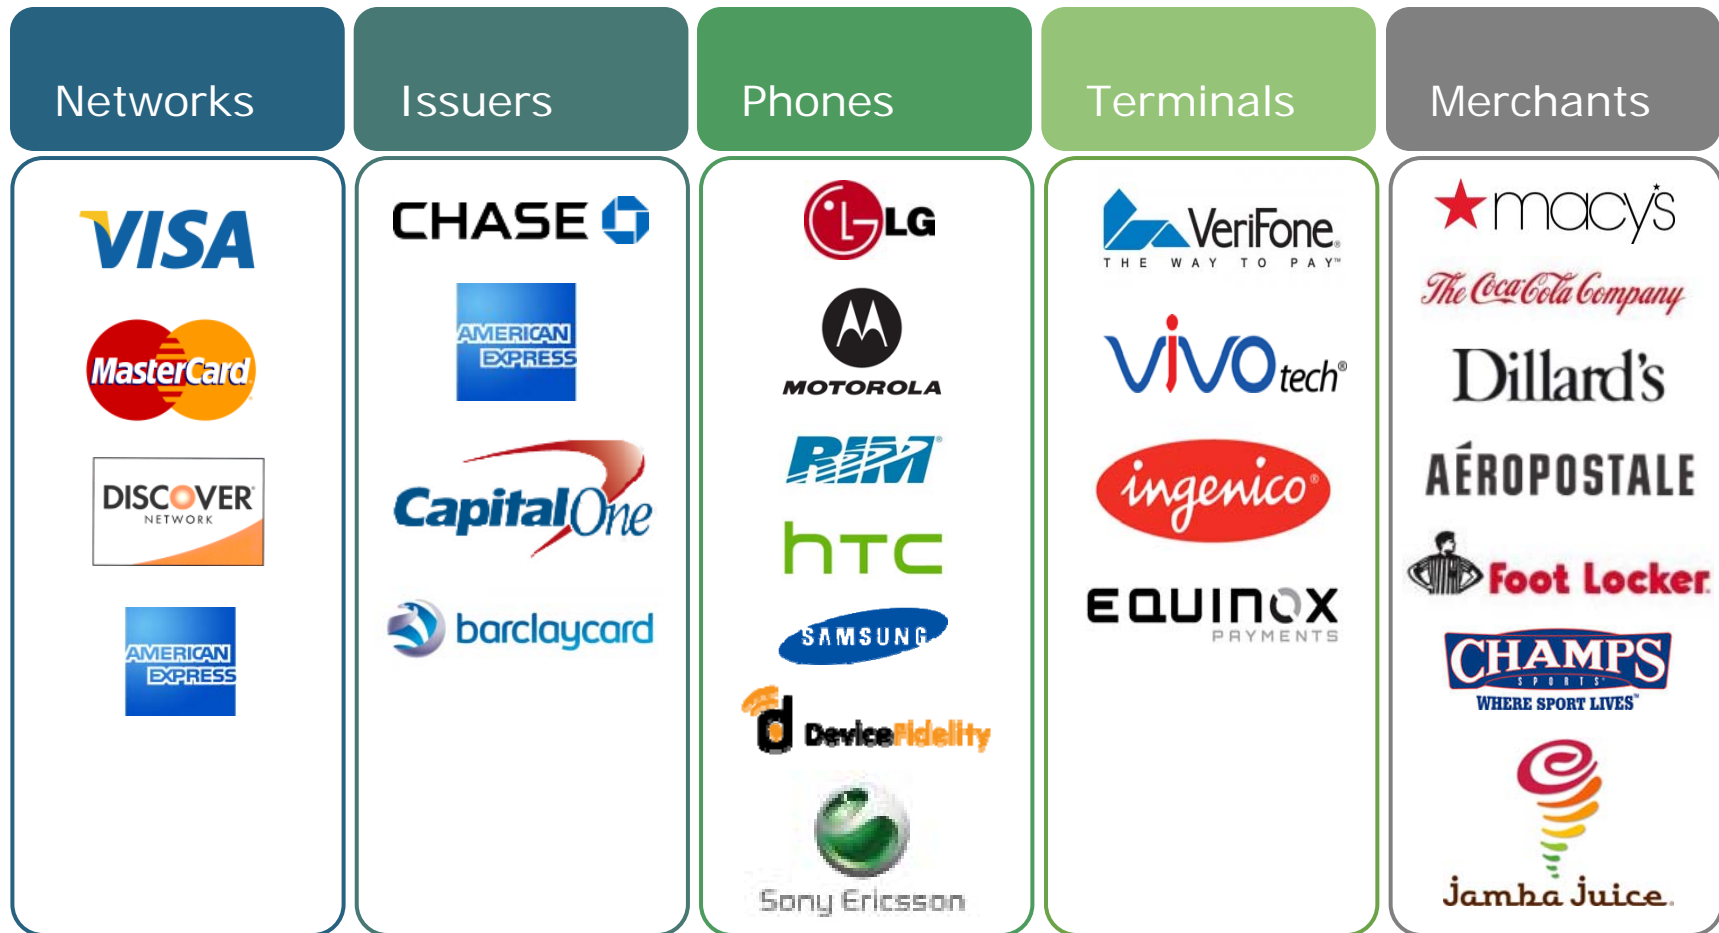 Networks
Issuers
Phones
Terminals
Merchants
VISA
MasterCard
DISCOVER®
NETWORK
AMERICAN
EXPRESS
CHASE
AMERICAN
EXPRESS
CapitalOne
barclaycard
LG
MOTOROLA
RIM®
hTC
SAMSUNG
DeviceFidelity
Sony Ericsson
VeriFone®
THE WAY TO PAY™
ViVOtech®
ingenico®
EQUINOX
PAYMENTS
macy's
The Coca-Cola Company
Dillard's
AÉROPOSTALE
Foot Locker.
CHAMPS
SPORTS
WHERE SPORT LIVES™
jamba juice.